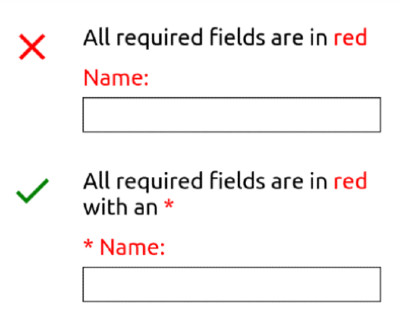 All required fields are in red
Name:
All required fields are in red
with an *
* Name: